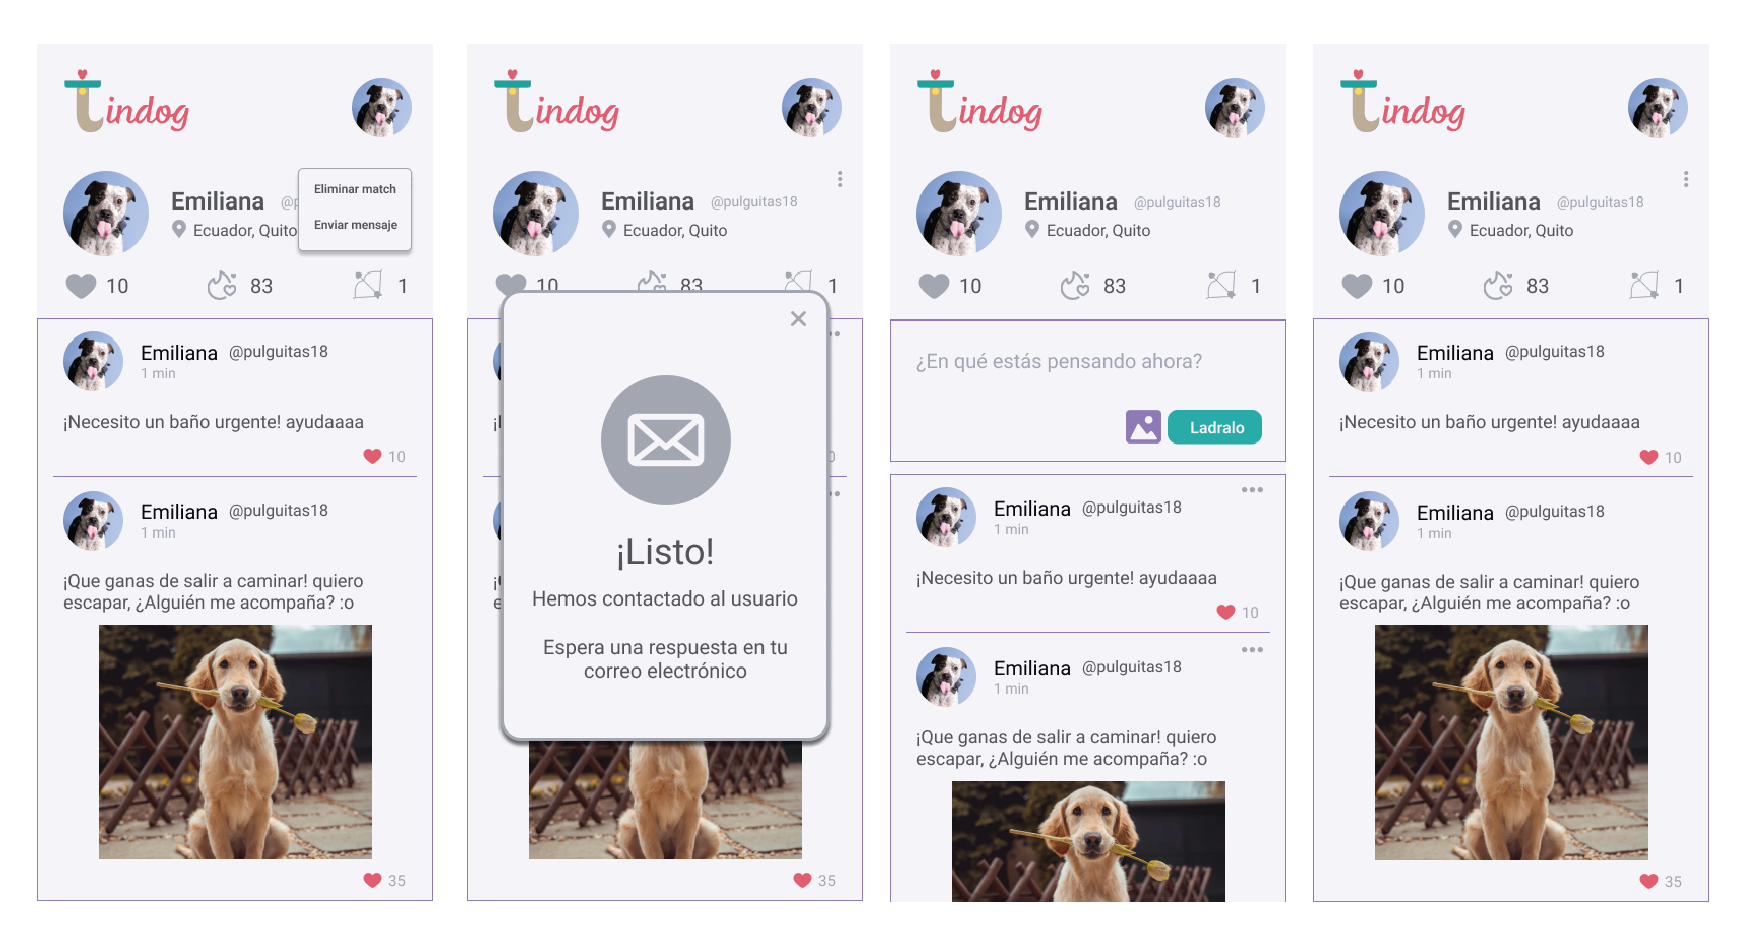 tindog
Eliminar match
Emiliana @p
Enviar mensaje
Ecuador, Quito
10 83 1
Emiliana @pulguitas18
1 min
¡Necesito un baño urgente! ayudaaaa
10
Emiliana @pulguitas18
1 min
¡Que ganas de salir a caminar! quiero
escapar, ¿Alguién me acompaña? :o
35
tindog
Emiliana @pulguitas18
Ecuador, Quito
10 83 1
¡Listo!
Hemos contactado al usuario
Espera una respuesta en tu
correo electrónico
35
tindog
Emiliana @pulguitas18
Ecuador, Quito
10 83 1
¿En qué estás pensando ahora?
Ladralo
Emiliana @pulguitas18
1 min
¡Necesito un baño urgente! ayudaaaa
10
Emiliana @pulguitas18
1 min
¡Que ganas de salir a caminar! quiero
escapar, ¿Alguién me acompaña? :o
tindog
Emiliana @pulguitas18
Ecuador, Quito
10 83 1
Emiliana @pulguitas18
1 min
¡Necesito un baño urgente! ayudaaaa
10
Emiliana @pulguitas18
1 min
¡Que ganas de salir a caminar! quiero
escapar, ¿Alguién me acompaña? :o
35